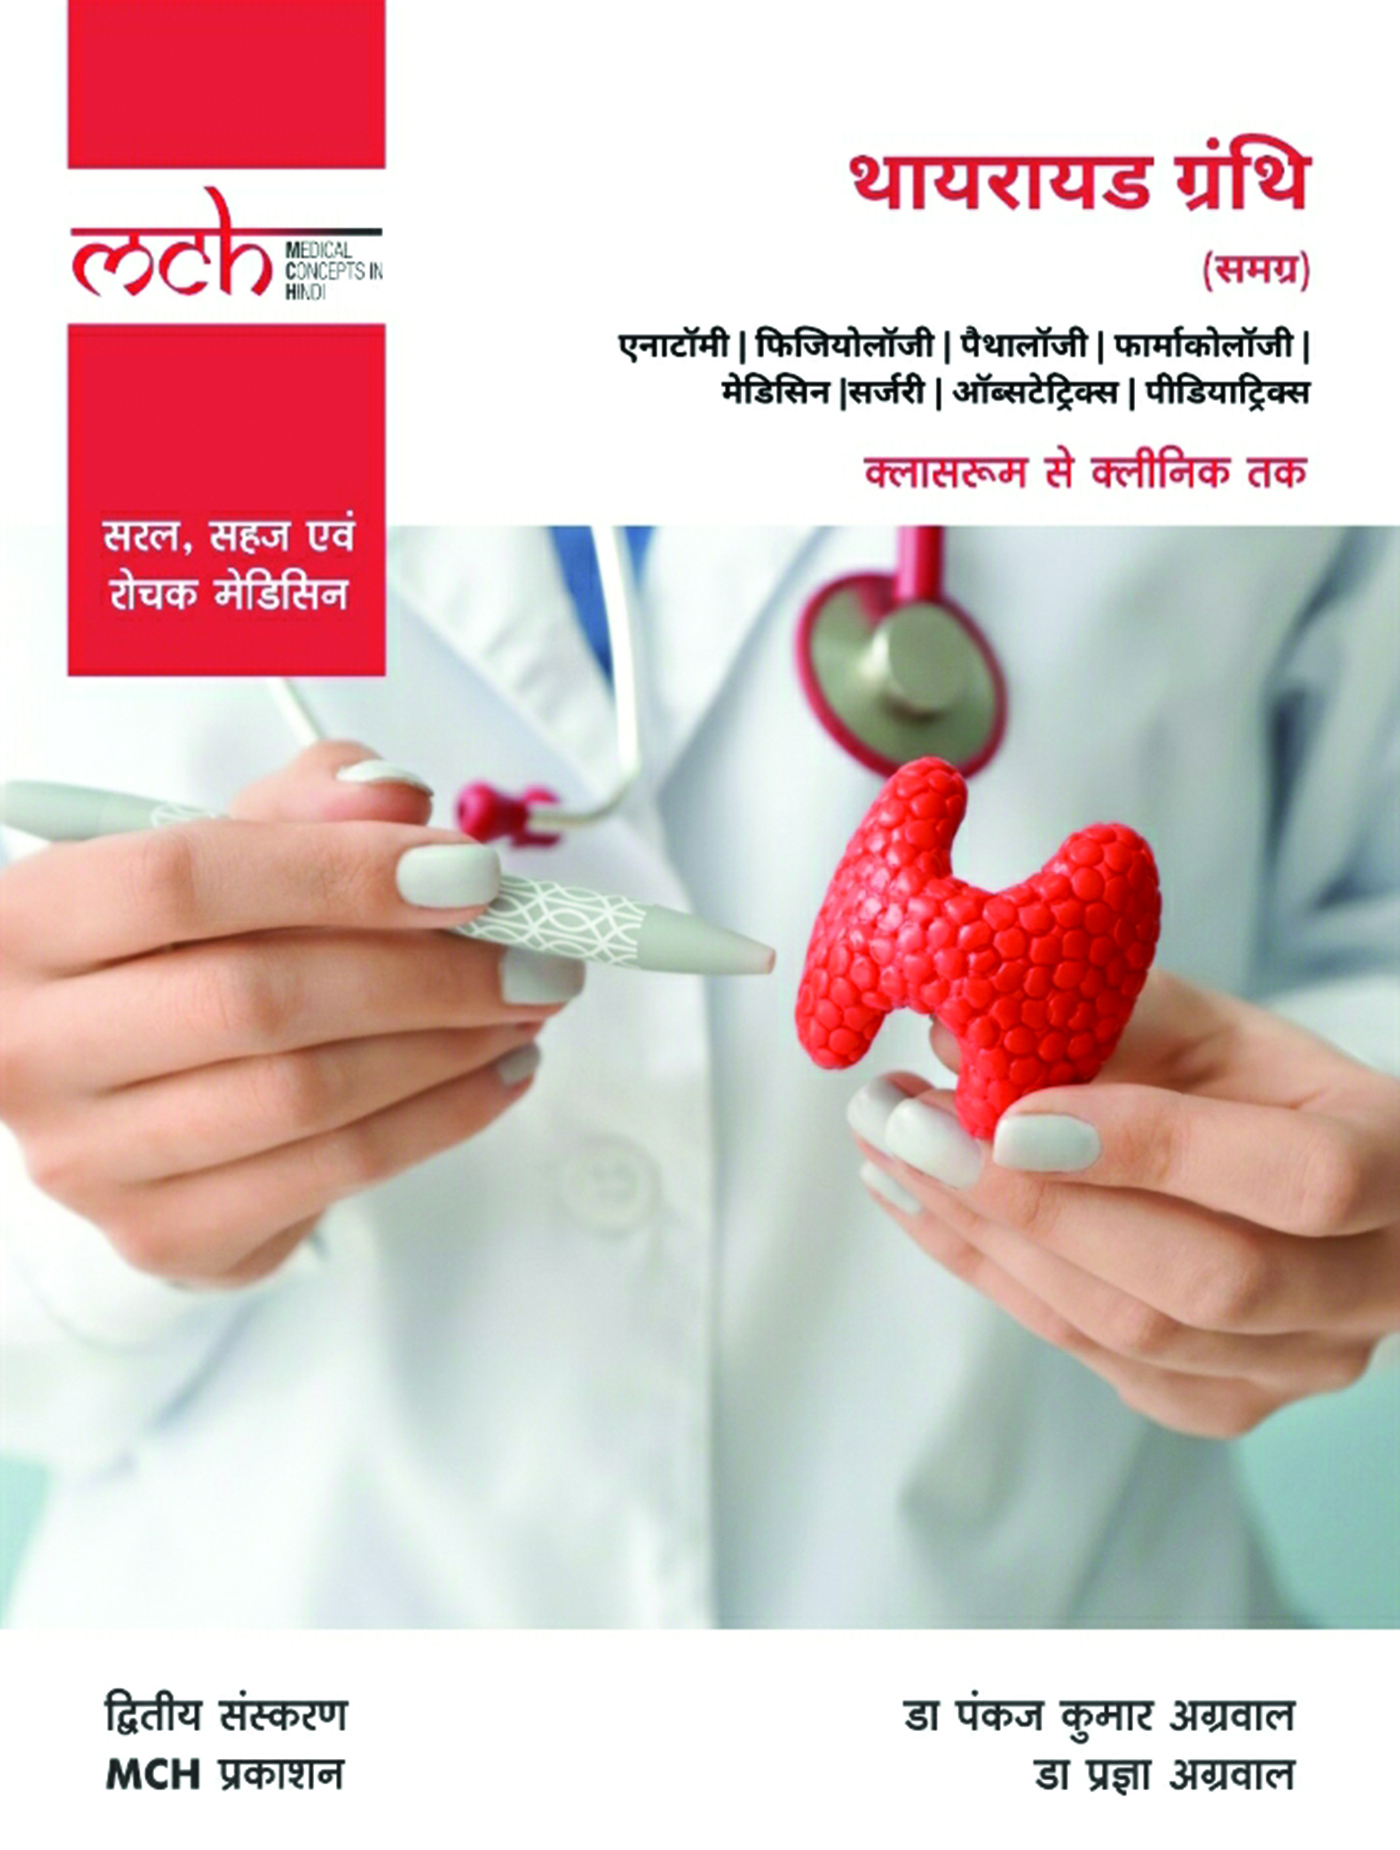 mch
MEDICAL
CONCEPTS IN
HINDI
सरल, सहज एवं
रोचक मेडिसिन
थायरायड ग्रंथि
(समग्र)
एनाटॉमी | फिजियोलॉजी | पैथालॉजी | फार्माकोलॉजी |
मेडिसिन |सर्जरी | ऑब्सटेट्रिक्स | पीडियाट्रिक्स
क्लासरूम से क्लीनिक तक
द्वितीय संस्करण
MCH प्रकाशन
डा पंकज कुमार अग्रवाल
डा प्रज्ञा अग्रवाल